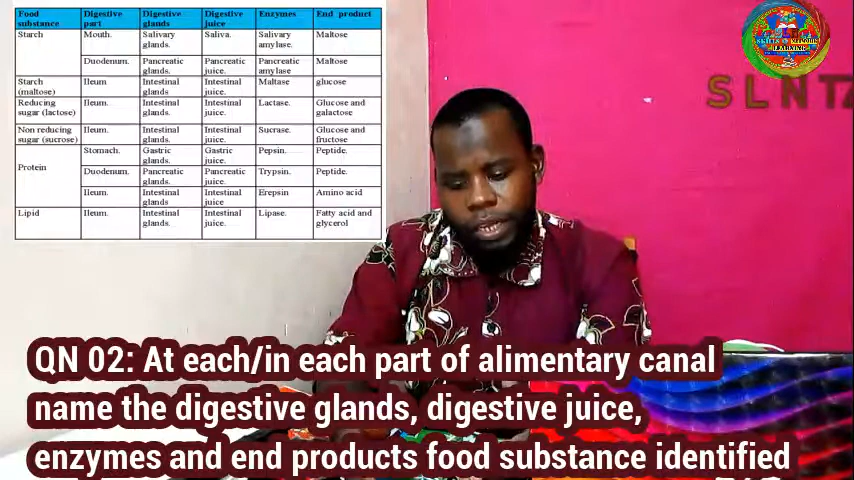 Food substance	Digestive part	Digestive glands	Digestive juice	Enzymes	End product
Starch	Mouth.	Salivary glands.	Saliva.	Salivary amylase.	Maltose
Duodenum.	Pancreatic glands.	Pancreatic juice.	Pancreatic amylase	Maltose
Starch (maltose)	Ileum	Intestinal glands	Intestinal juice.	Maltase	glucose
Reducing sugar (lactose)	Ileum.	Intestinal glands	Intestinal juice.	Lactase.	Glucose and galactose
Non reducing sugar (sucrose)	Ileum.	Intestinal glands.	Intestinal juice.	Sucrase.	Glucose and fructose
Protein	Stomach.	Gastric glands.	Gastric juice.	Pepsin.	Peptide.
Duodenum.	Pancreatic glands.	Pancreatic juice.	Trypsin.	Peptide.
Ileum.	Intestinal glands	Intestinal juice	Erepsin	Amino acid
Lipid	Ileum.	Intestinal glands.	Intestinal juice.	Lipase.	Fatty acid and glycerol
LEARNING
SLNTZ
QN 02: At each/in each part of alimentary canal
name the digestive glands, digestive juice,
enzymes and end products food substance identified